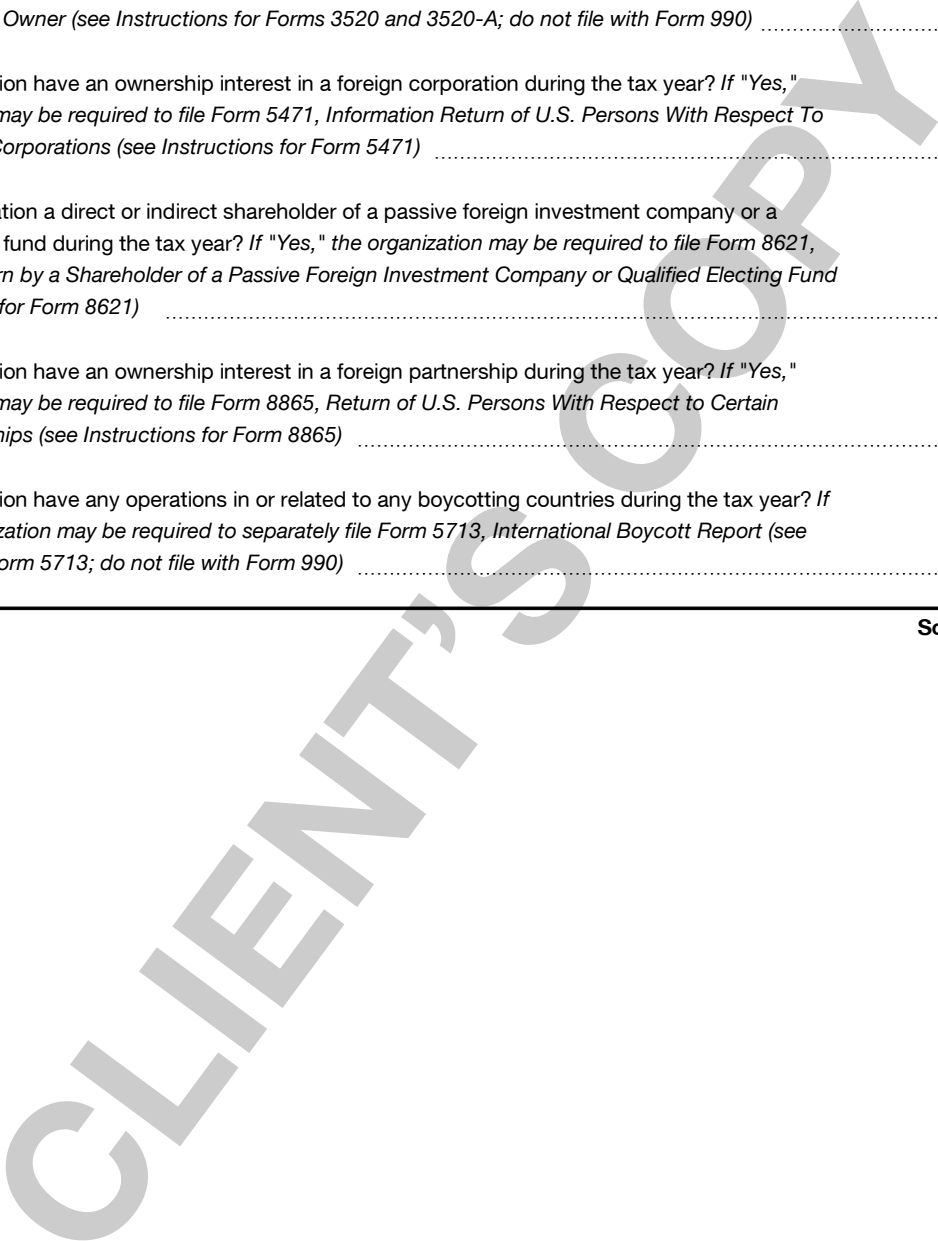 Owner (see Instructions for Forms 3520 and 3520-A; do not file with Form 990)
ion have an ownership interest in a foreign corporation during the tax year? If "Yes,"
may be required to file Form 5471, Information Return of U.S. Persons With Respect To
Corporations (see Instructions for Form 5471)
tion a direct or indirect shareholder of a passive foreign investment company or a
fund during the tax year? If "Yes," the organization may be required to file Form 8621,
rn by a Shareholder of a Passive Foreign Investment Company or Qualified Electing Fund
for Form 8621)
ion have an ownership interest in a foreign partnership during the tax year? If "Yes,"
may be required to file Form 8865, Return of U.S. Persons With Respect to Certain
hips (see Instructions for Form 8865)
ion have any operations in or related to any boycotting countries during the tax year? If
zation may be required to separately file Form 5713, International Boycott Report (see
orm 5713; do not file with Form 990)
Sc
CLIENT'S COPY